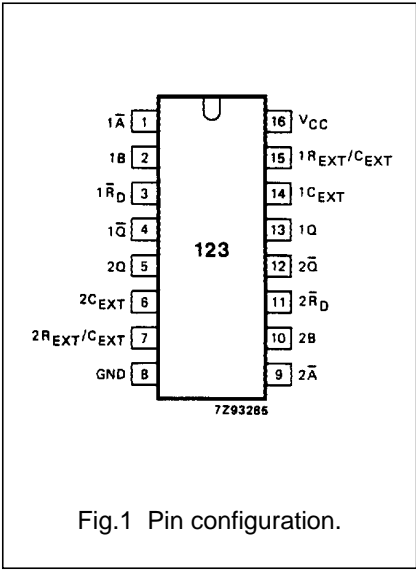 1A̅ 1 16 VCC
1B 2 15 1REXT/CEXT
1R̅D 3 14 1CEXT
1Q̅ 4 13 1Q
123
2Q 5 12 2Q̅
2CEXT 6 11 2R̅D
2REXT/CEXT 7 10 2B
GND 8 9 2A̅
7Z93285
Fig.1 Pin configuration.